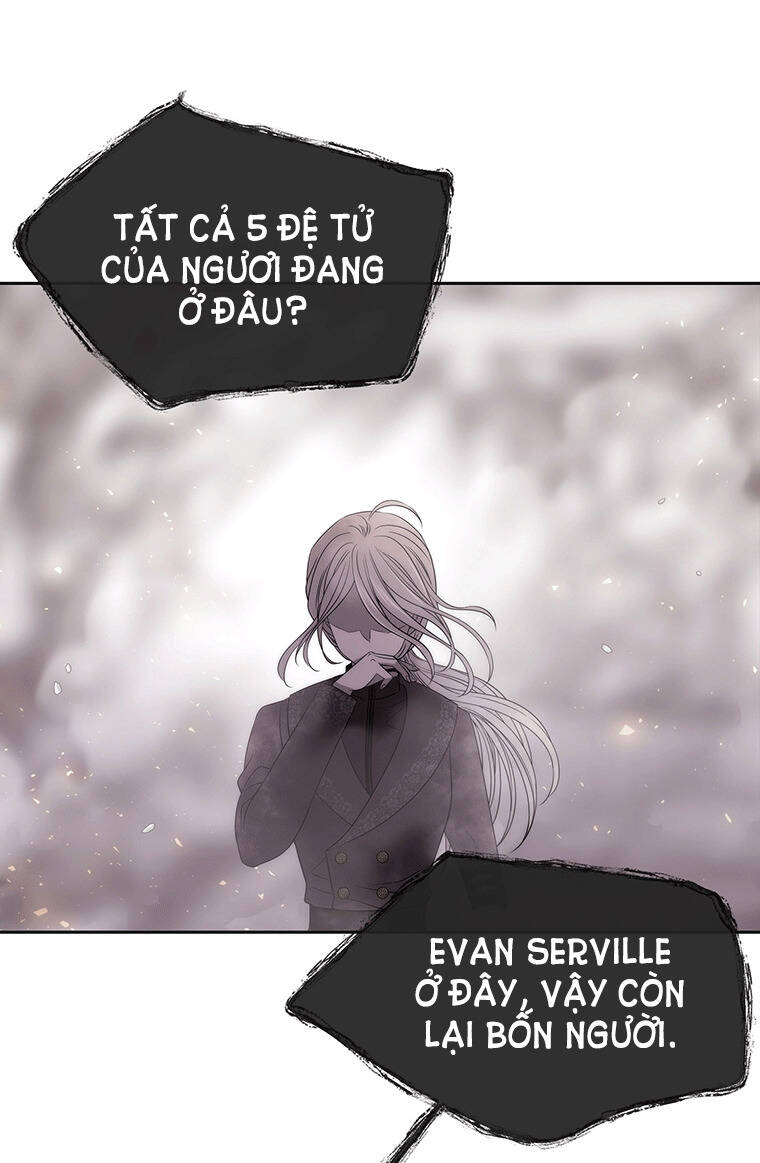 TẤT CẢ 5 ĐỆ TỬ
CỦA NGƯƠI ĐANG
Ở ĐÂU?
EVAN SERVILLE
Ở ĐÂY, VẬY CÒN
LẠI BỐN NGƯỜI.